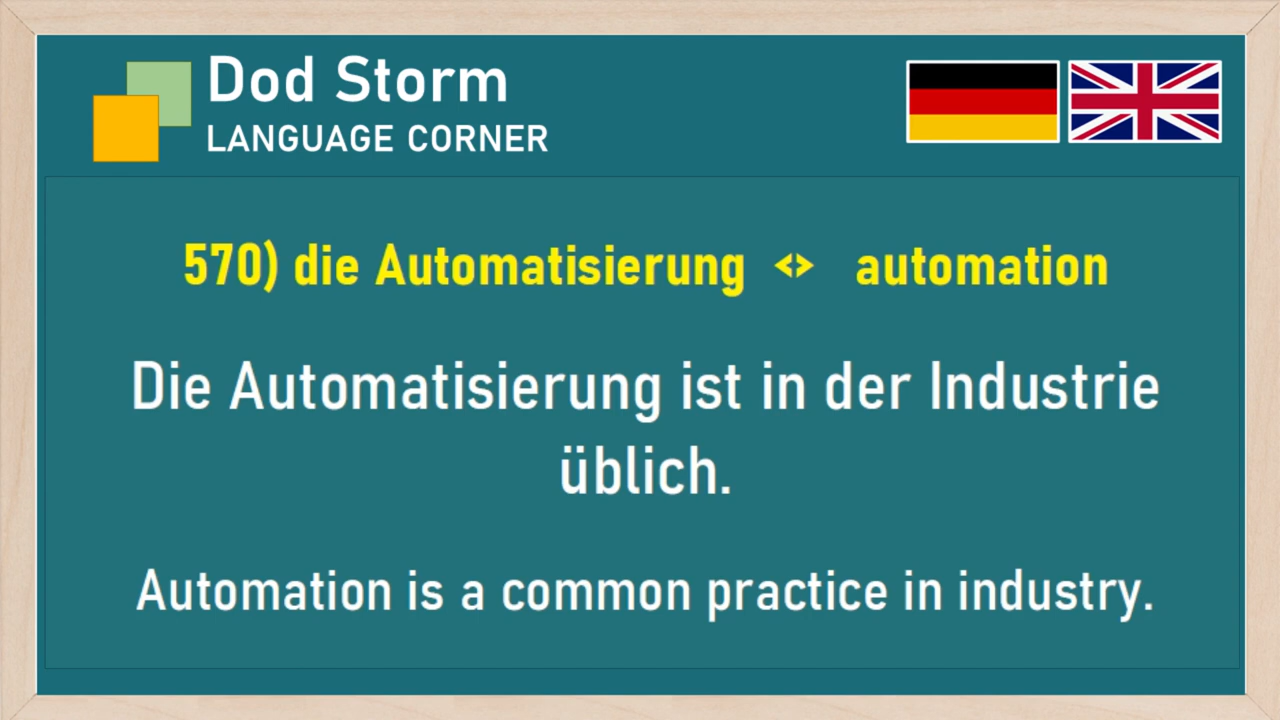 Dod Storm
LANGUAGE CORNER
570) die Automatisierung <> automation
Die Automatisierung ist in der Industrie
üblich.
Automation is a common practice in industry.